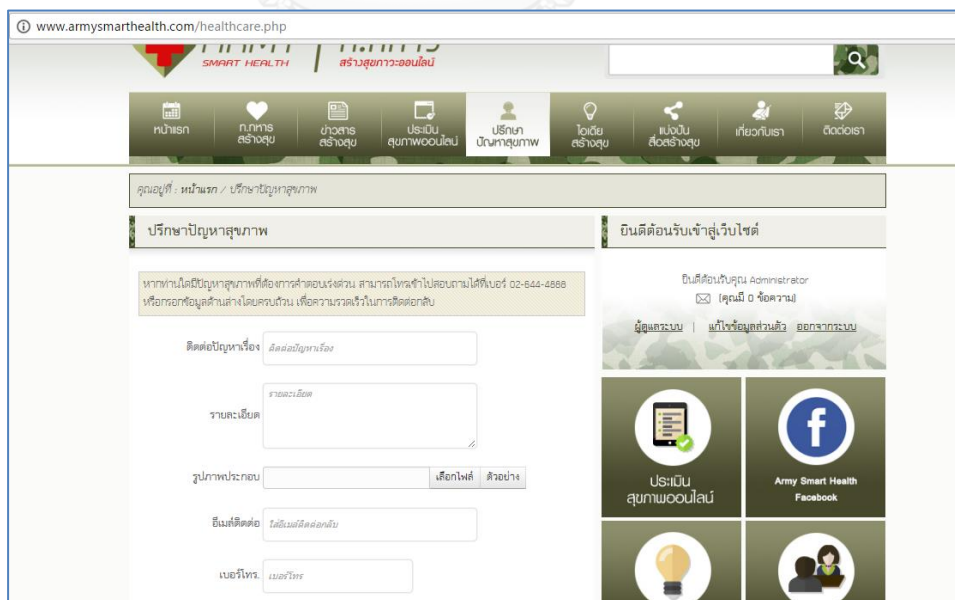 www.armysmarthealth.com/healthcare.php
SMART HEALTH
สร้างสุขภาวะออนไลน์
หน้าแรก
ท.ทหาร
สร้างสุข
ข่าวสาร
สร้างสุข
ประเมิน
สุขภาพออนไลน์
ปรึกษา
ปัญหาสุขภาพ
ไอเดีย
สร้างสุข
แบ่งปัน
สื่อสร้างสุข
เกี่ยวกับเรา
ติดต่อเรา
คุณอยู่ที่ : หน้าแรก / ปรึกษาปัญหาสุขภาพ
ปรึกษาปัญหาสุขภาพ
หากท่านใดมีปัญหาสุขภาพที่ต้องการคำตอบเร่งด่วน สามารถโทรเข้าไปสอบถามได้ที่เบอร์ 02-644-4888
หรือกรอกข้อมูลด้านล่างโดยครบถ้วน เพื่อความรวดเร็วในการติดต่อกลับ
ติดต่อปัญหาเรื่อง ติดต่อปัญหาเรื่อง
รายละเอียด รายละเอียด
รูปภาพประกอบ เลือกไฟล์ ตัวอย่าง
อีเมล์ติดต่อ ใส่อีเมล์ติดต่อกลับ
เบอร์โทร. เบอร์โทร
ยินดีต้อนรับเข้าสู่เว็บไซต์
ยินดีต้อนรับคุณ Administrator
(คุณมี 0 ข้อความ)
ผู้ดูแลระบบ | แก้ไขข้อมูลส่วนตัว ออกจากระบบ
ประเมิน
สุขภาพออนไลน์
Army Smart Health
Facebook